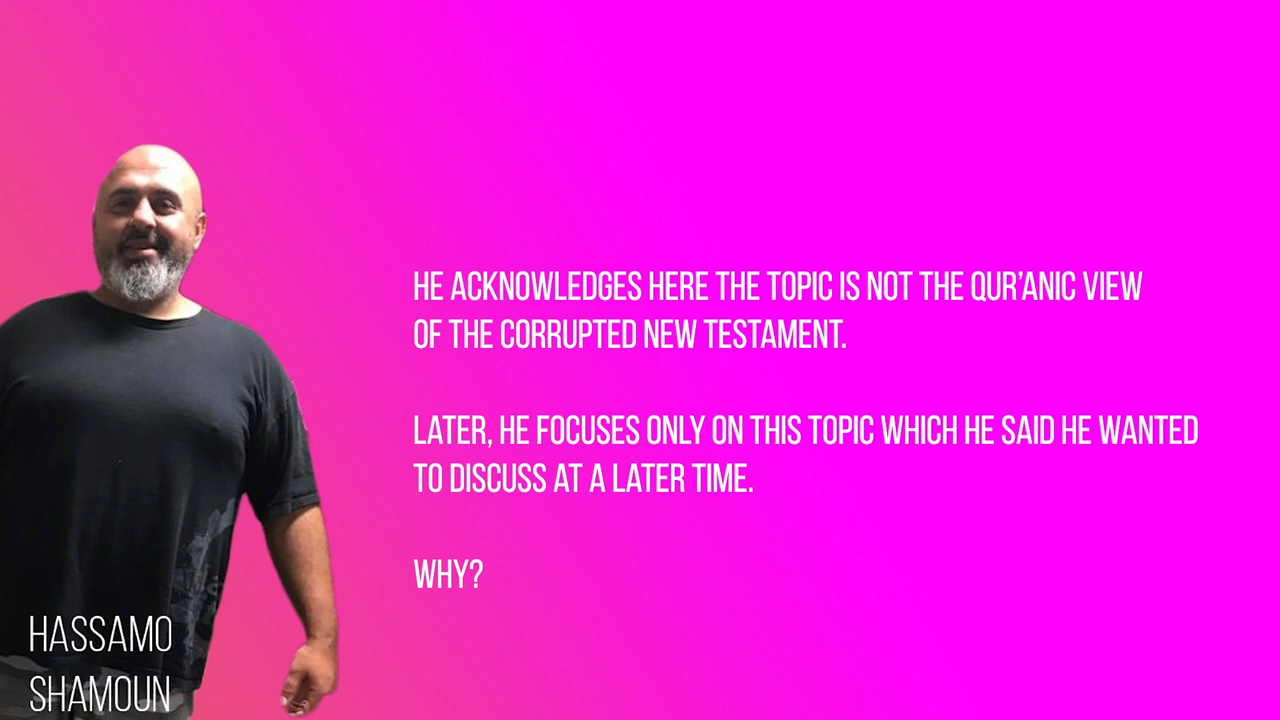 HE ACKNOWLEDGES HERE THE TOPIC IS NOT THE QUR’ANIC VIEW
OF THE CORRUPTED NEW TESTAMENT.
LATER, HE FOCUSES ONLY ON THIS TOPIC WHICH HE SAID HE WANTED
TO DISCUSS AT A LATER TIME.
WHY?
HASSAMO
SHAMOUN